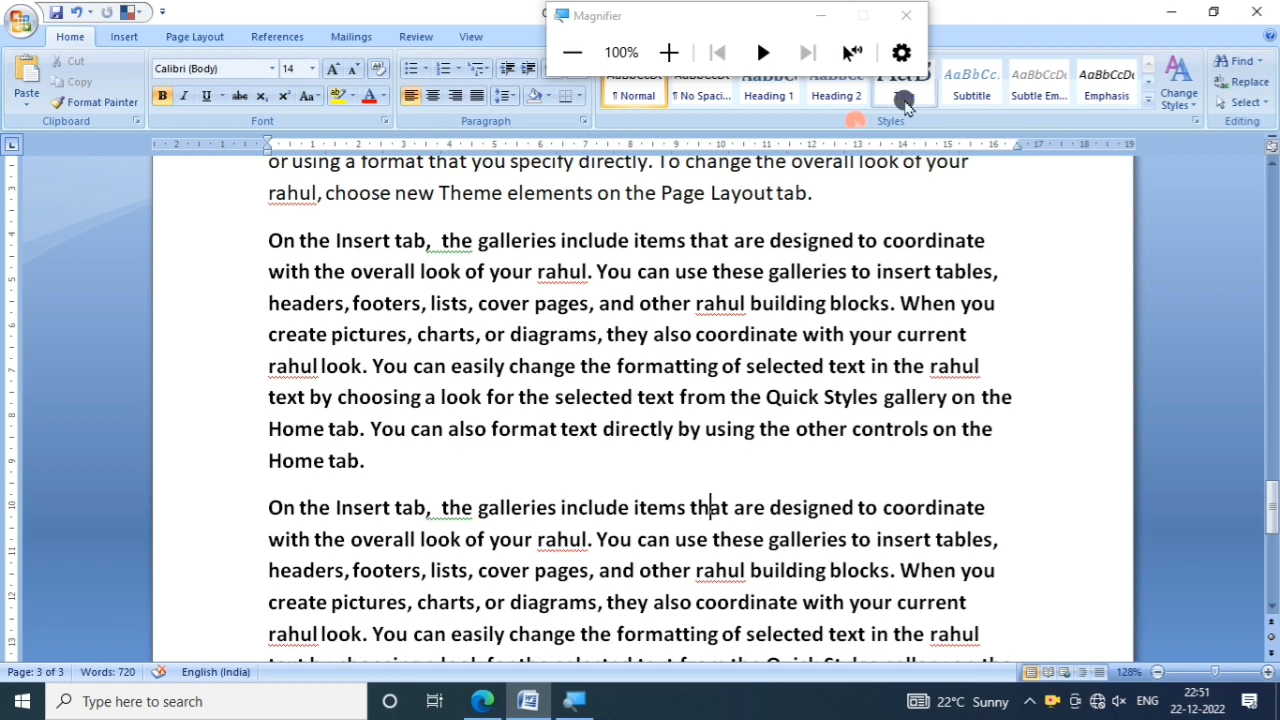 Magnifier
100%
Home Insert Page Layout References Mailings Review View
Paste
Cut
Copy
Format Painter
Clipboard
Calibri (Body) 14
Font
Paragraph
¶ Normal ¶ No Spaci... Heading 1 Heading 2 Subtitle Subtle Em... Emphasis
Change Styles
Styles
Find
Replace
Select
Editing
or using a format that you specify directly. To change the overall look of your
rahul, choose new Theme elements on the Page Layout tab.
On the Insert tab,  the galleries include items that are designed to coordinate
with the overall look of your rahul. You can use these galleries to insert tables,
headers, footers, lists, cover pages, and other rahul building blocks. When you
create pictures, charts, or diagrams, they also coordinate with your current
rahul look. You can easily change the formatting of selected text in the rahul
text by choosing a look for the selected text from the Quick Styles gallery on the
Home tab. You can also format text directly by using the other controls on the
Home tab.
On the Insert tab,  the galleries include items that are designed to coordinate
with the overall look of your rahul. You can use these galleries to insert tables,
headers, footers, lists, cover pages, and other rahul building blocks. When you
create pictures, charts, or diagrams, they also coordinate with your current
rahul look. You can easily change the formatting of selected text in the rahul
Page: 3 of 3 Words: 720 English (India) 128%
Type here to search
22°C Sunny ENG 22:51
22-12-2022